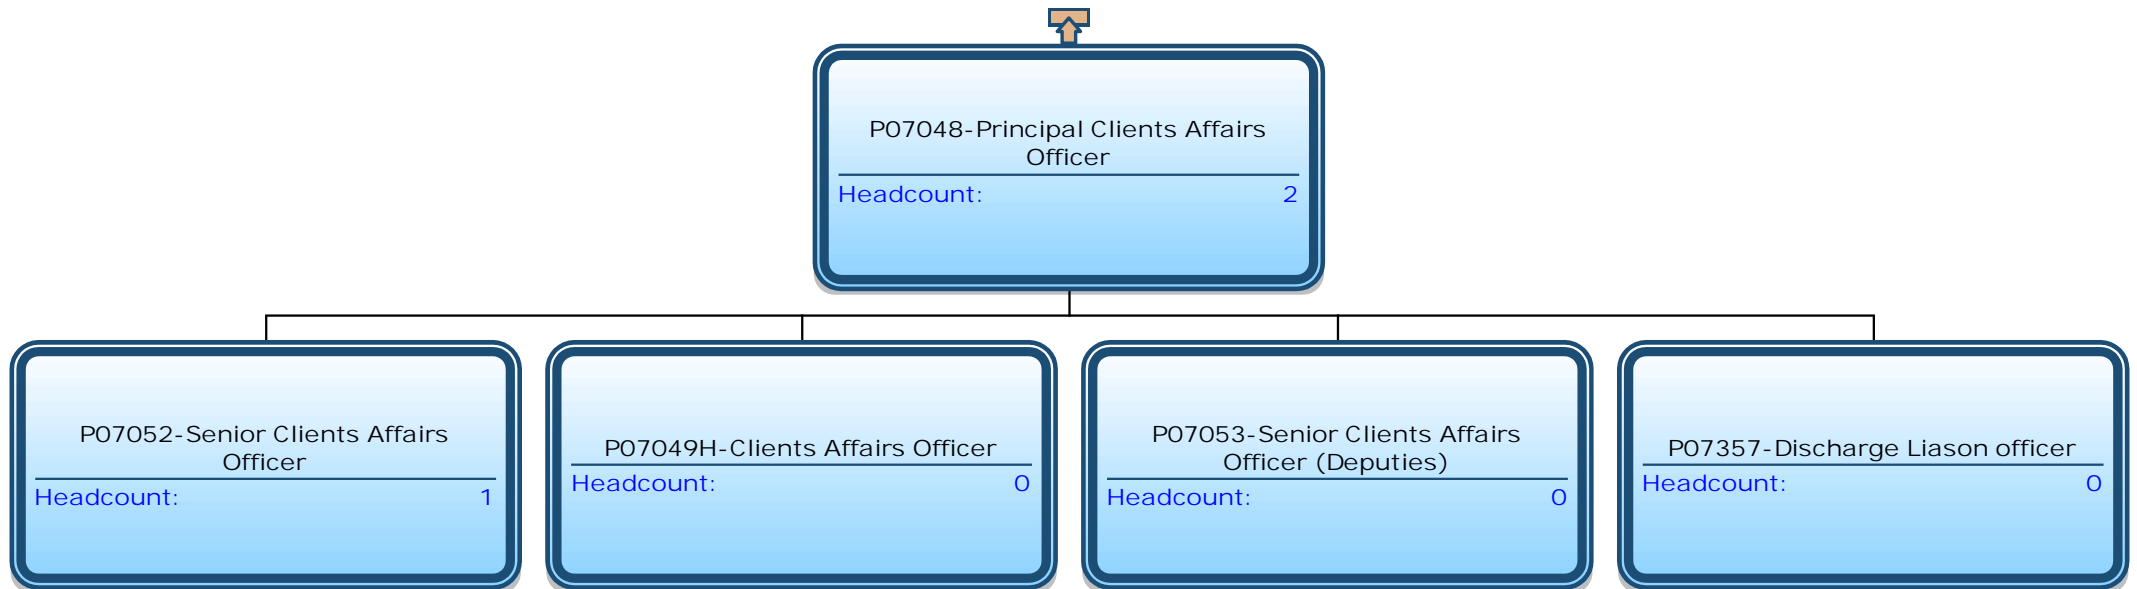 P07048-Principal Clients Affairs
Officer
Headcount: 2
P07052-Senior Clients Affairs
Officer
Headcount: 1
P07049H-Clients Affairs Officer
Headcount: 0
P07053-Senior Clients Affairs
Officer (Deputies)
Headcount: 0
P07357-Discharge Liason officer
Headcount: 0